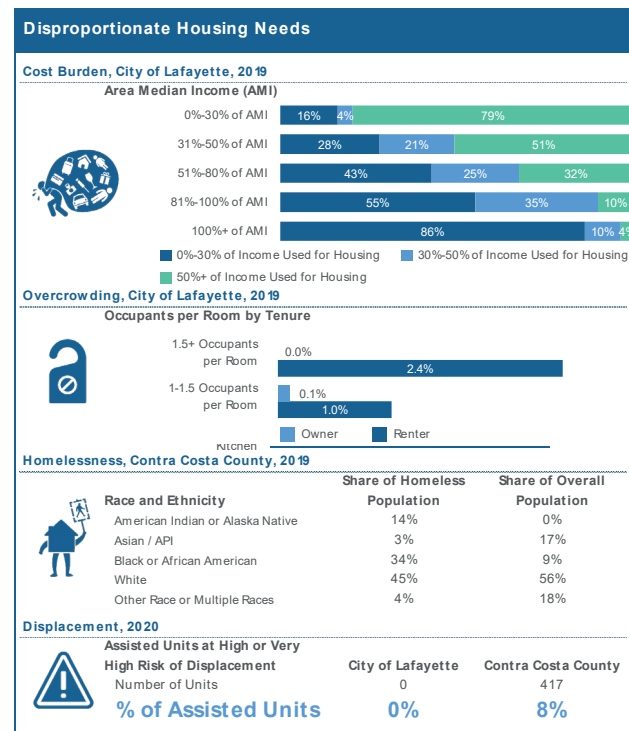 Disproportionate Housing Needs
Cost Burden, City of Lafayette, 2019
Area Median Income (AMI)
0%-30% of AMI 16% 4% 79%
31%-50% of AMI 28% 21% 51%
51%-80% of AMI 43% 25% 32%
81%-100% of AMI 55% 35% 10%
100%+ of AMI 86% 10% 4%
0%-30% of Income Used for Housing 30%-50% of Income Used for Housing
50%+ of Income Used for Housing
Overcrowding, City of Lafayette, 2019
Occupants per Room by Tenure
1.5+ Occupants
per Room
0.0%
2.4%
1-1.5 Occupants
per Room
0.1%
1.0%
Owner Renter
Kitchen
Homelessness, Contra Costa County, 2019
Race and Ethnicity Share of Homeless Population Share of Overall Population
American Indian or Alaska Native 14% 0%
Asian / API 3% 17%
Black or African American 34% 9%
White 45% 56%
Other Race or Multiple Races 4% 18%
Displacement, 2020
Assisted Units at High or Very
High Risk of Displacement City of Lafayette Contra Costa County
Number of Units 0 417
% of Assisted Units 0% 8%